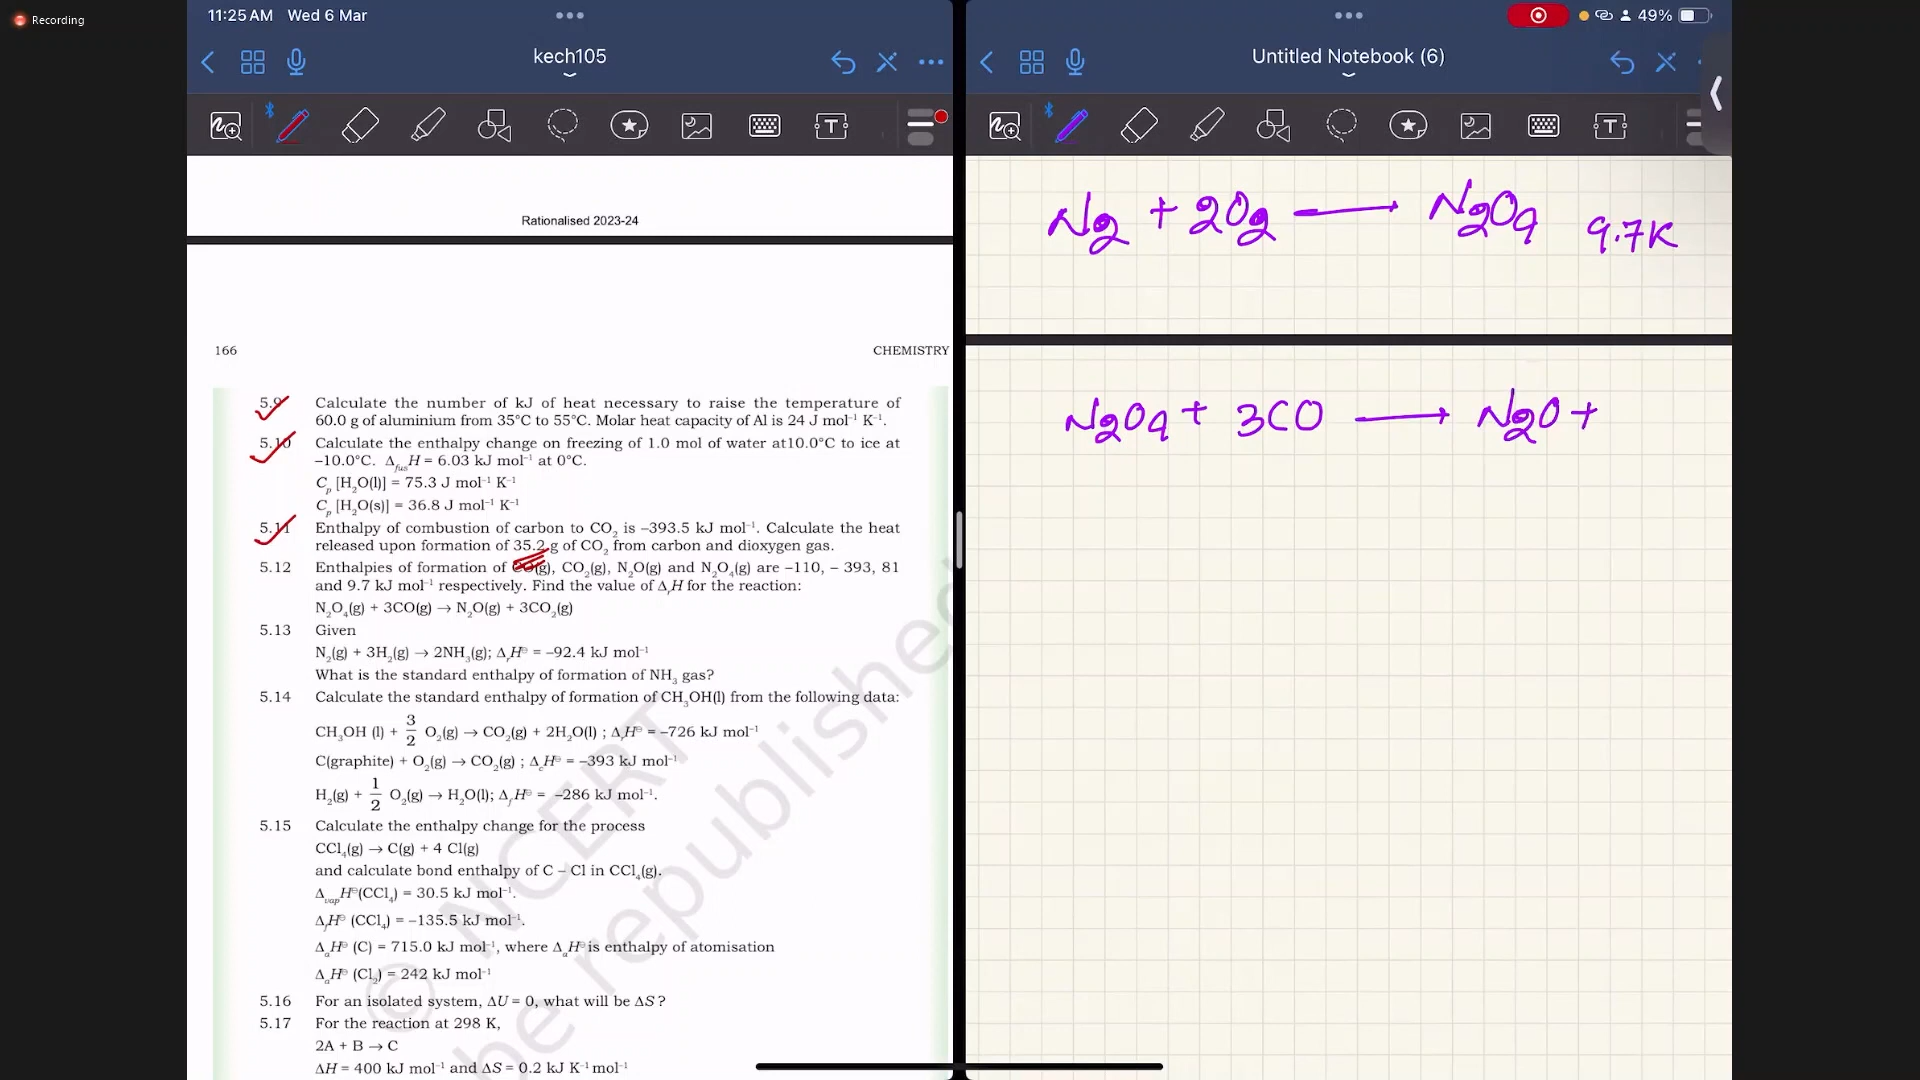 Recording
11:25 AM Wed 6 Mar
49%
kech105
Untitled Notebook (6)
Rationalised 2023-24
166
CHEMISTRY
5.9 Calculate the number of kJ of heat necessary to raise the temperature of
60.0 g of aluminium from 35°C to 55°C. Molar heat capacity of Al is 24 J mol⁻¹ K⁻¹.
5.10 Calculate the enthalpy change on freezing of 1.0 mol of water at10.0°C to ice at
–10.0°C. Δfus H = 6.03 kJ mol⁻¹ at 0°C.
Cp [H₂O(l)] = 75.3 J mol⁻¹ K⁻¹
Cp [H₂O(s)] = 36.8 J mol⁻¹ K⁻¹
5.11 Enthalpy of combustion of carbon to CO₂ is –393.5 kJ mol⁻¹. Calculate the heat
released upon formation of 35.2 g of CO₂ from carbon and dioxygen gas.
5.12 Enthalpies of formation of CO(g), CO₂(g), N₂O(g) and N₂O₄(g) are –110, – 393, 81
and 9.7 kJ mol⁻¹ respectively. Find the value of ΔrH for the reaction:
N₂O₄(g) + 3CO(g) → N₂O(g) + 3CO₂(g)
5.13 Given
N₂(g) + 3H₂(g) → 2NH₃(g); ΔrH⊖ = –92.4 kJ mol⁻¹
What is the standard enthalpy of formation of NH₃ gas?
5.14 Calculate the standard enthalpy of formation of CH₃OH(l) from the following data:
CH₃OH (l) + 3/2 O₂(g) → CO₂(g) + 2H₂O(l) ; ΔrH⊖ = –726 kJ mol⁻¹
C(graphite) + O₂(g) → CO₂(g) ; ΔcH⊖ = –393 kJ mol⁻¹
H₂(g) + 1/2 O₂(g) → H₂O(l); ΔfH⊖ = –286 kJ mol⁻¹.
5.15 Calculate the enthalpy change for the process
CCl₄(g) → C(g) + 4 Cl(g)
and calculate bond enthalpy of C – Cl in CCl₄(g).
ΔvapH⊖(CCl₄) = 30.5 kJ mol⁻¹.
ΔfH⊖ (CCl₄) = –135.5 kJ mol⁻¹.
ΔaH⊖ (C) = 715.0 kJ mol⁻¹, where ΔaH⊖ is enthalpy of atomisation
ΔaH⊖ (Cl₂) = 242 kJ mol⁻¹
5.16 For an isolated system, ΔU = 0, what will be ΔS ?
5.17 For the reaction at 298 K,
2A + B → C
ΔH = 400 kJ mol⁻¹ and ΔS = 0.2 kJ K⁻¹ mol⁻¹
© NCERT
be republished
N₂ + 2O₂ ⟶ N₂O₄ 9.7K
N₂O₄ + 3CO ⟶ N₂O +